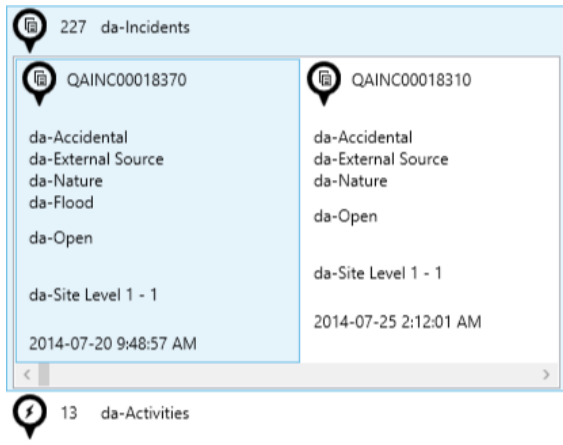 227 da-Incidents
QAINC00018370
da-Accidental
da-External Source
da-Nature
da-Flood
da-Open
da-Site Level 1 - 1
2014-07-20 9:48:57 AM
QAINC00018310
da-Accidental
da-External Source
da-Nature
da-Open
da-Site Level 1 - 1
2014-07-25 2:12:01 AM
13 da-Activities